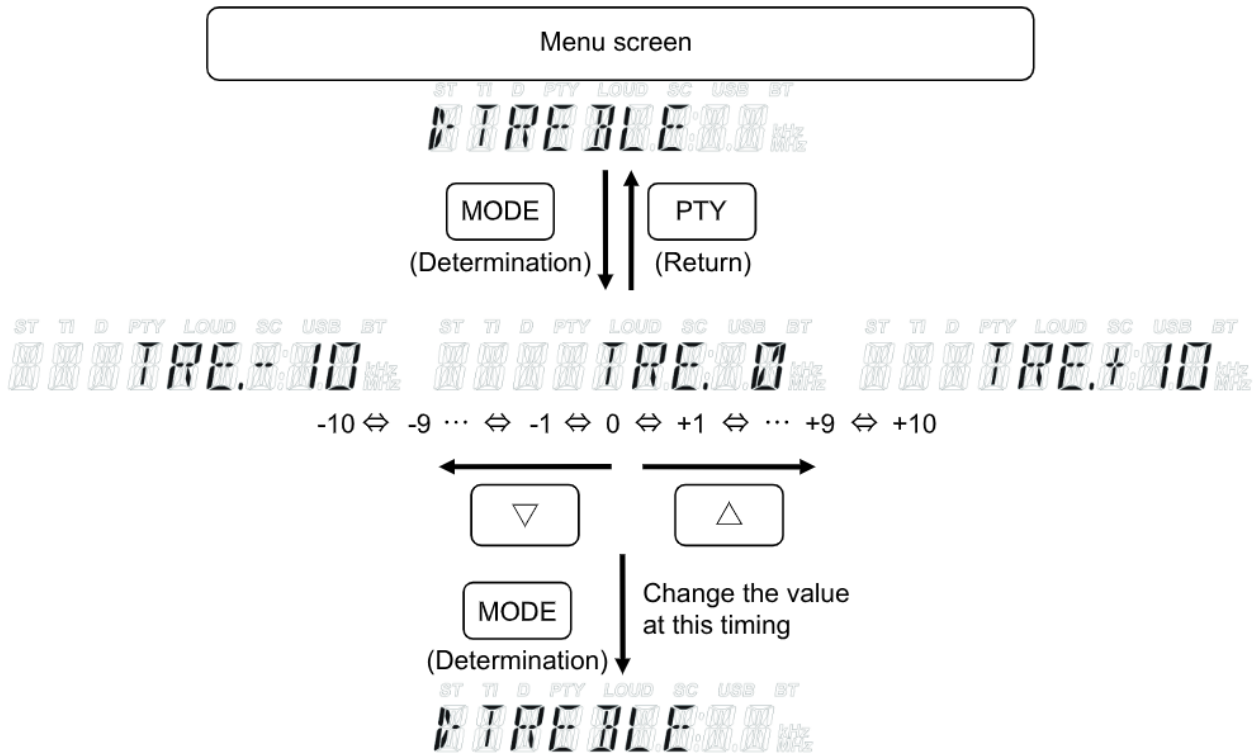 Menu screen
ST TI D PTY LOUD SC USB BT
TREBLE kHz MHz
MODE PTY
(Determination) (Return)
ST TI D PTY LOUD SC USB BT ST TI D PTY LOUD SC USB BT ST TI D PTY LOUD SC USB BT
TRE.-10 kHz MHz TRE. 0 kHz MHz TRE.+10 kHz MHz
-10 ⇔ -9 ··· ⇔ -1 ⇔ 0 ⇔ +1 ⇔ ··· +9 ⇔ +10
▽ △
MODE Change the value
at this timing
(Determination)
ST TI D PTY LOUD SC USB BT
TREBLE kHz MHz